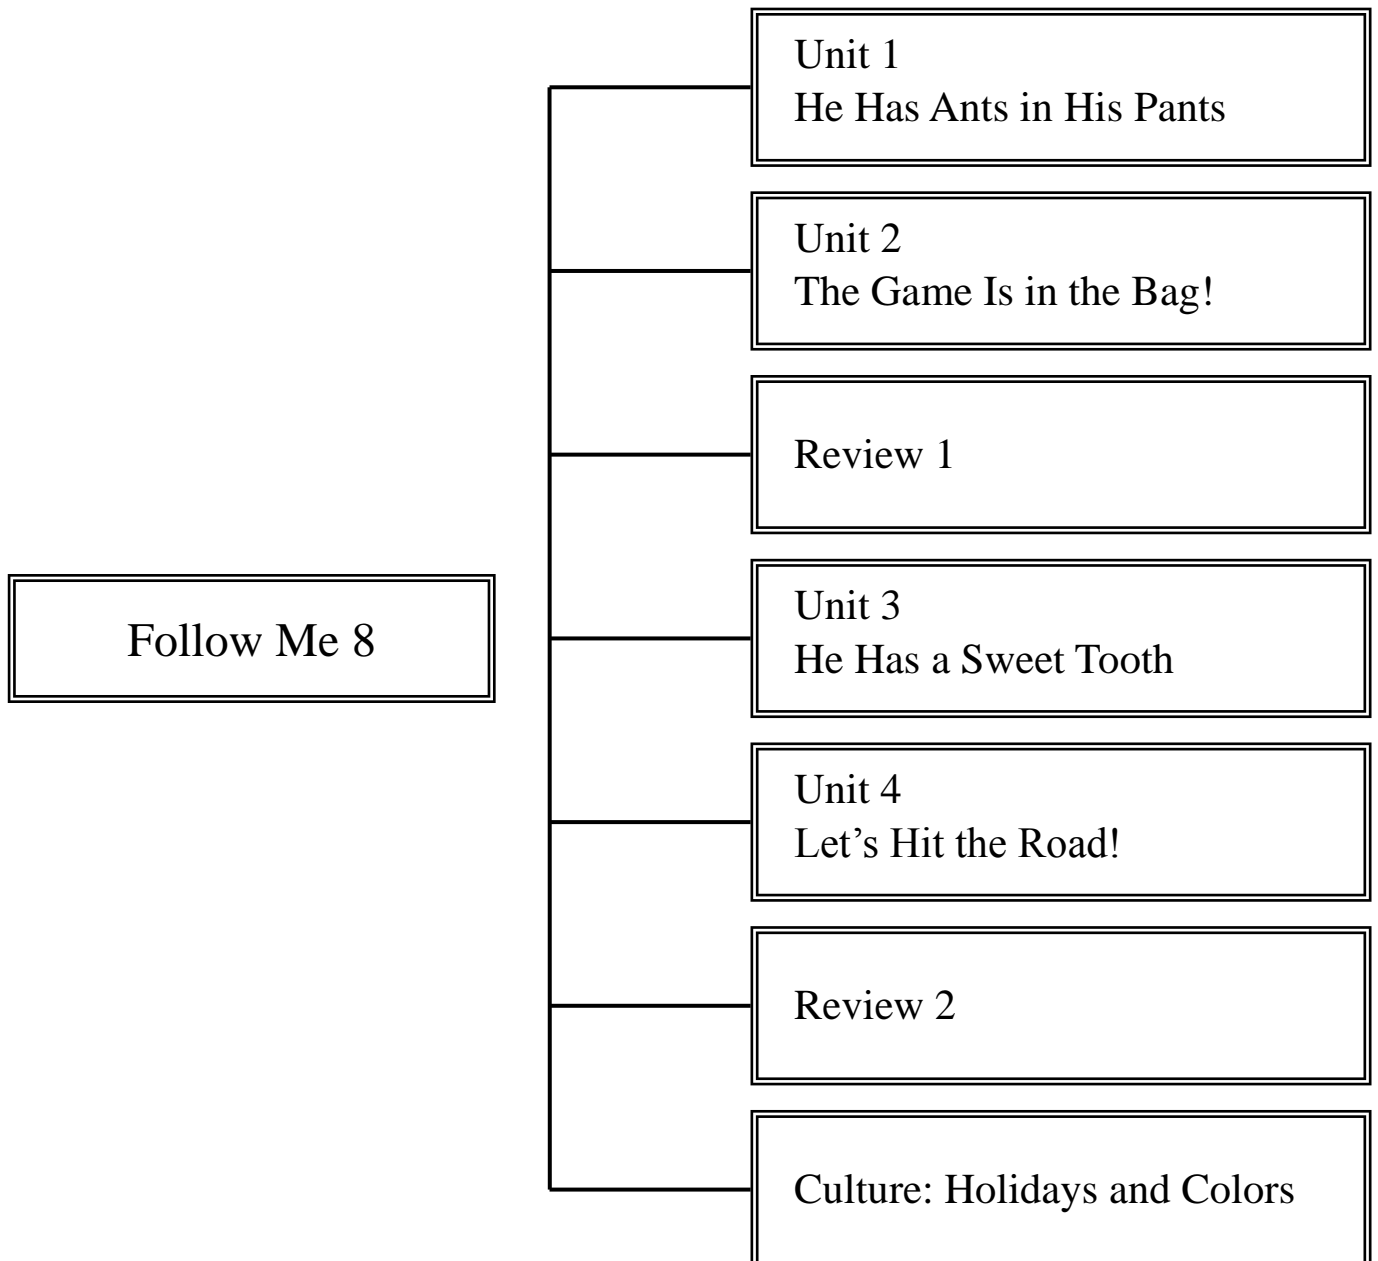 Follow Me 8
Unit 1
He Has Ants in His Pants
Unit 2
The Game Is in the Bag!
Review 1
Unit 3
He Has a Sweet Tooth
Unit 4
Let’s Hit the Road!
Review 2
Culture: Holidays and Colors